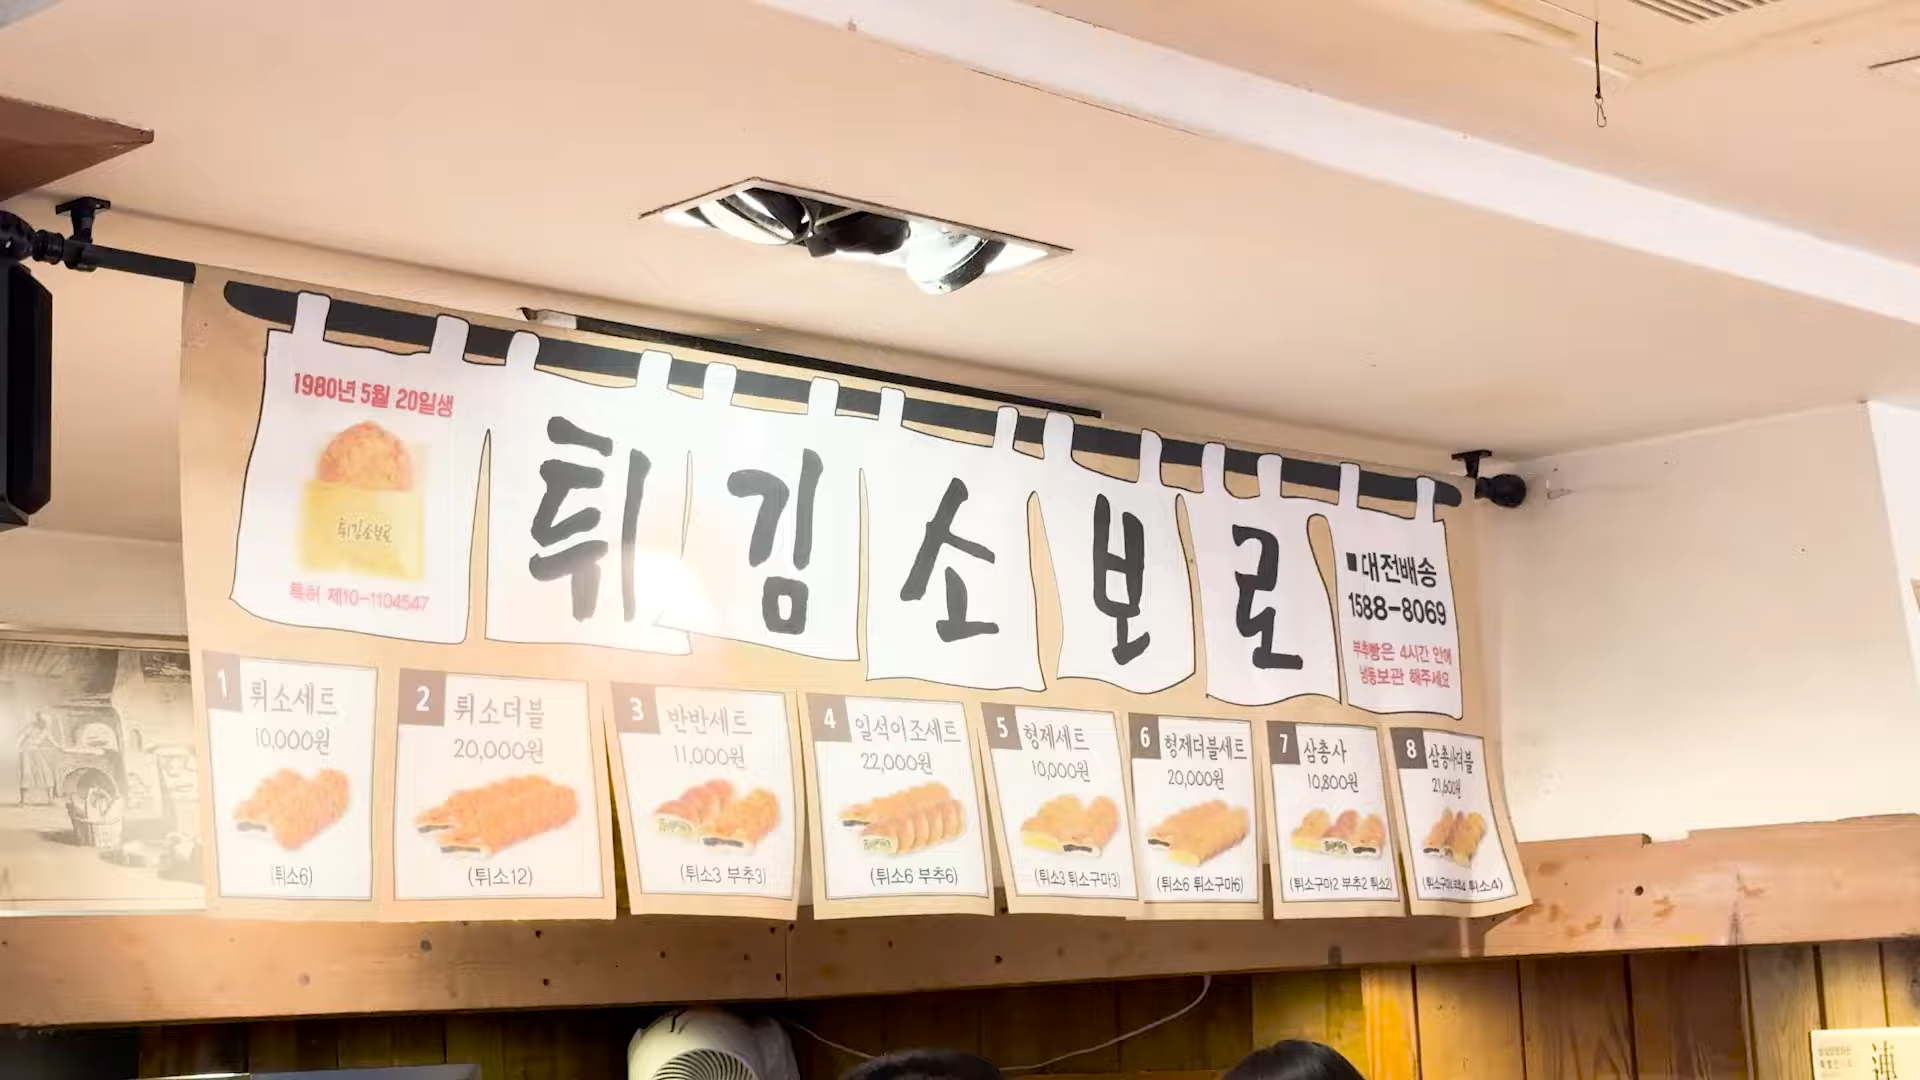 1980년 5월 20일생
튀김소보로
특허 제10-1104547
튀김소보로
■대전배송
1588-8069
부추빵은 4시간 안에
냉동보관 해주세요
1 튀소세트
10,000원
(튀소6)
2 튀소더블
20,000원
(튀소12)
3 반반세트
11,000원
(튀소3 부추3)
4 일석이조세트
22,000원
(튀소6 부추6)
5 형제세트
10,000원
(튀소3 튀소구마3)
6 형제더블세트
20,000원
(튀소6 튀소구마6)
7 삼총사
10,800원
(튀소구마2 부추2 튀소2)
8 삼총사더블
21,600원
(튀소구마4 부추4 튀소4)